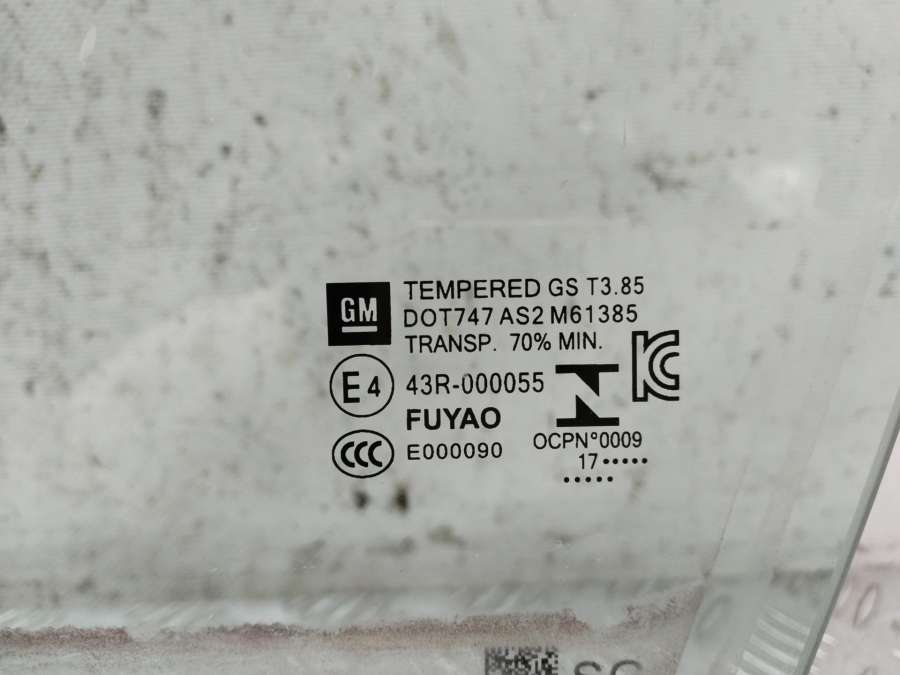 GM
TEMPERED GS T3.85
DOT747 AS2 M61385
TRANSP. 70% MIN.
E4 43R-000055
KC
FUYAO
CCC E000090
OCPN°0009
17•••••
•••••